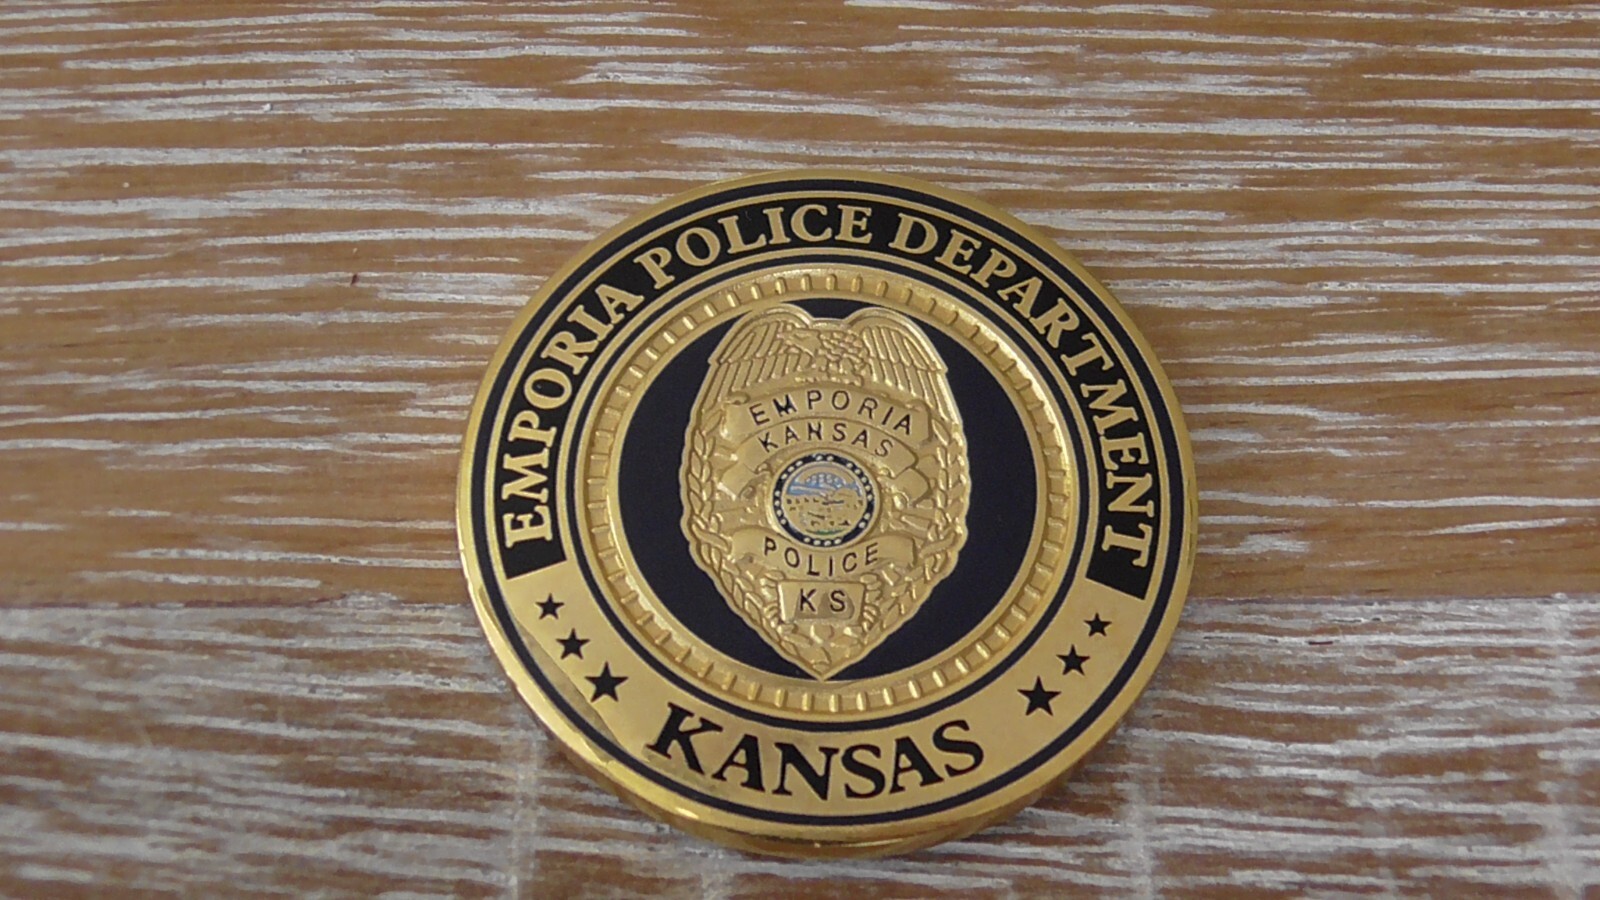 EMPORIA POLICE DEPARTMENT
EMPORIA
KANSAS
POLICE
KS
KANSAS